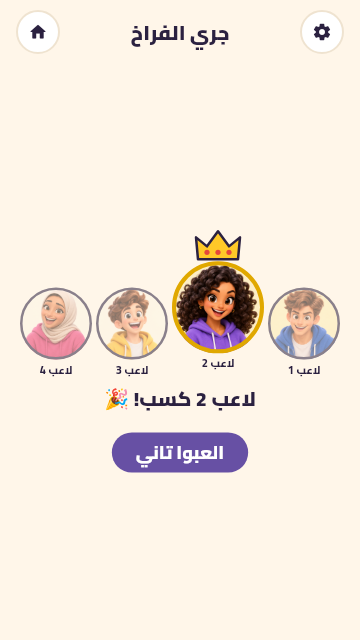 جري الفراخ
لاعب 1
لاعب 2
لاعب 3
لاعب 4
لاعب 2 كسب! 🎉
العبوا تاني